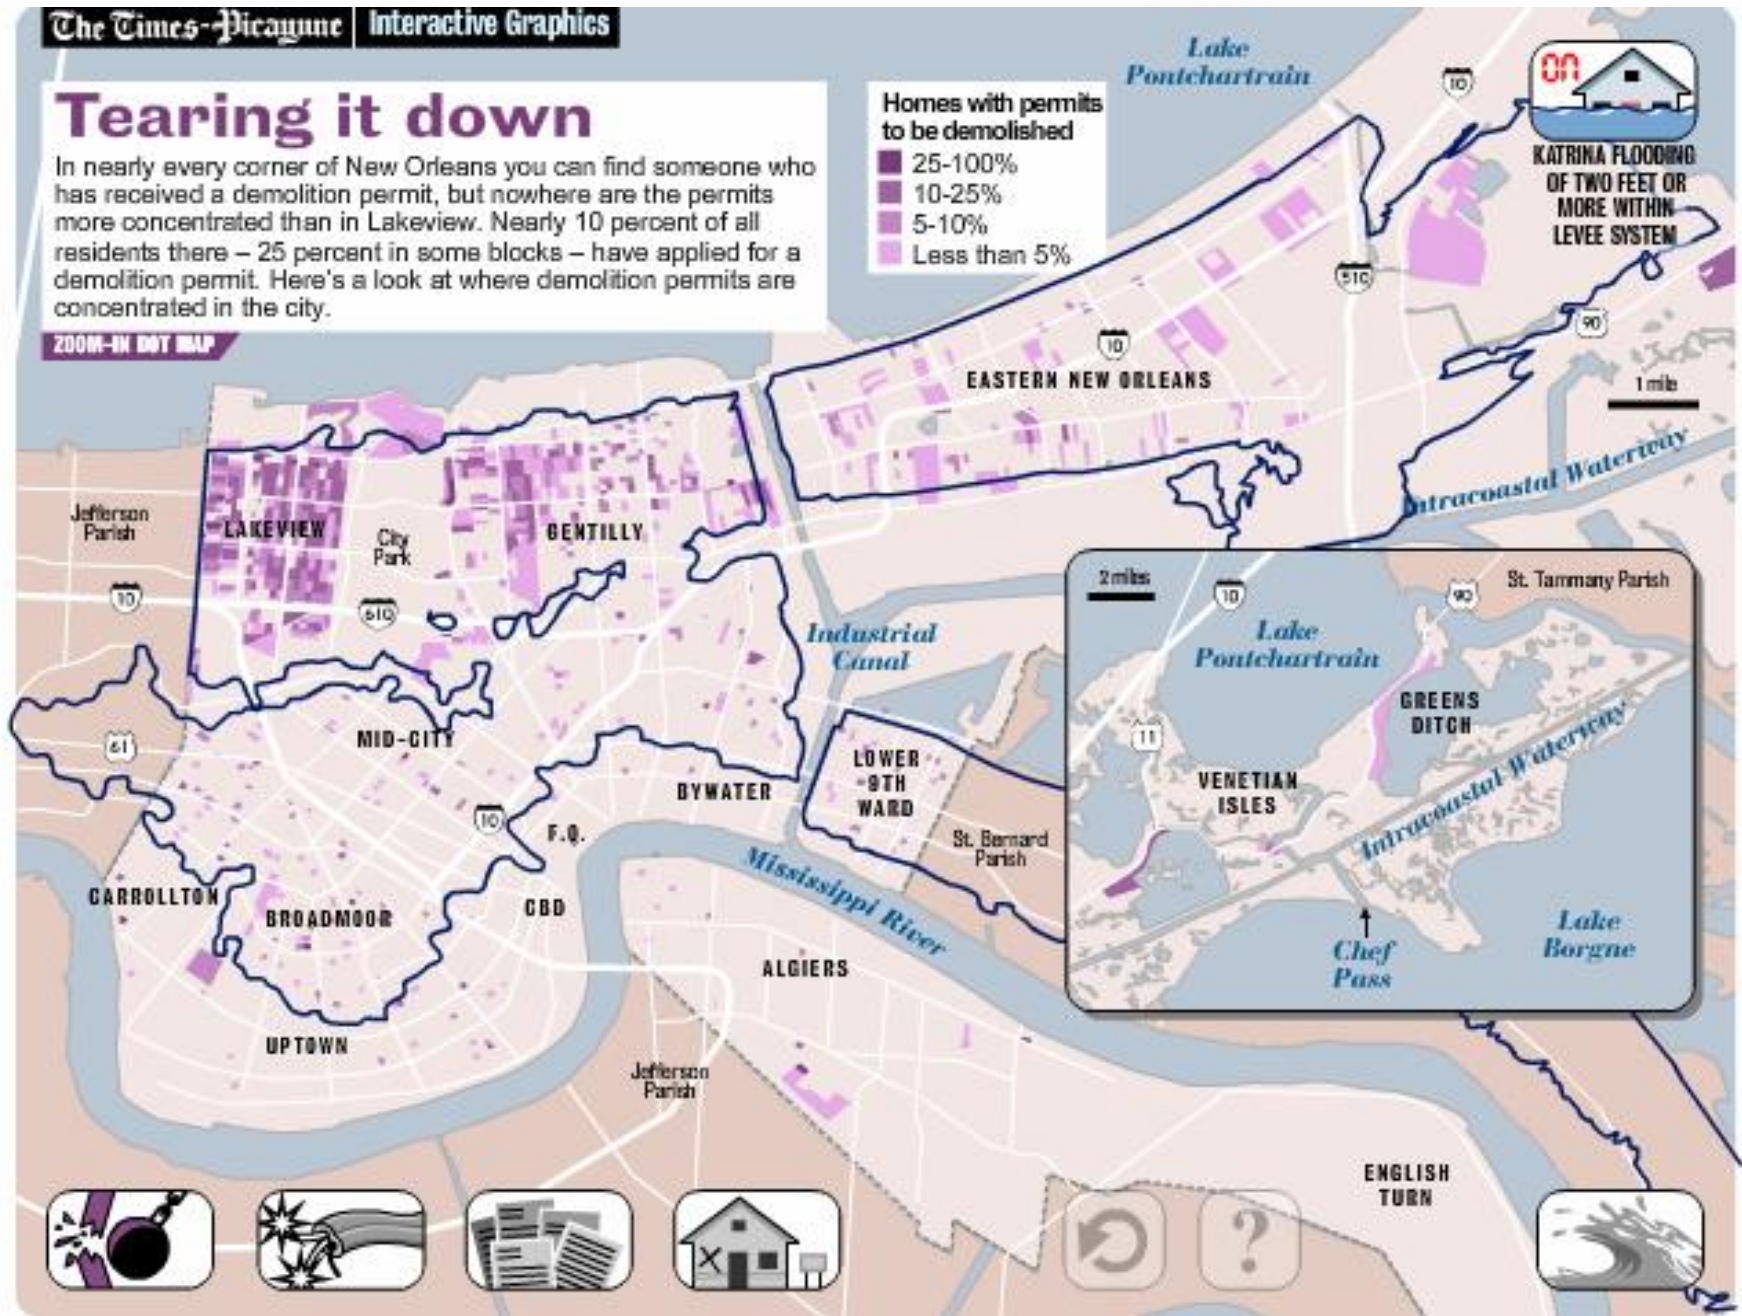 The Times-Picayune | Interactive Graphics
Tearing it down
In nearly every corner of New Orleans you can find someone who
has received a demolition permit, but nowhere are the permits
more concentrated than in Lakeview. Nearly 10 percent of all
residents there – 25 percent in some blocks – have applied for a
demolition permit. Here's a look at where demolition permits are
concentrated in the city.
ZOOM-IN DOT MAP
Homes with permits
to be demolished
25-100%
10-25%
5-10%
Less than 5%
Lake
Pontchartrain
10
ON
KATRINA FLOODING
OF TWO FEET OR
MORE WITHIN
LEVEE SYSTEM
510
90
10
EASTERN NEW ORLEANS
1 mile
Intracoastal Waterway
Jefferson
Parish
LAKEVIEW
City
Park
GENTILLY
10
610
Industrial
Canal
61
MID-CITY
BYWATER
LOWER
9TH
WARD
10
F.Q.
St. Bernard
Parish
CARROLLTON
BROADMOOR
CBD
Mississippi River
ALGIERS
UPTOWN
Jefferson
Parish
2 miles
10
90
St. Tammany Parish
Lake
Pontchartrain
GREENS
DITCH
11
VENETIAN
ISLES
Intracoastal Waterway
Chef
Pass
Lake
Borgne
ENGLISH
TURN
X
?